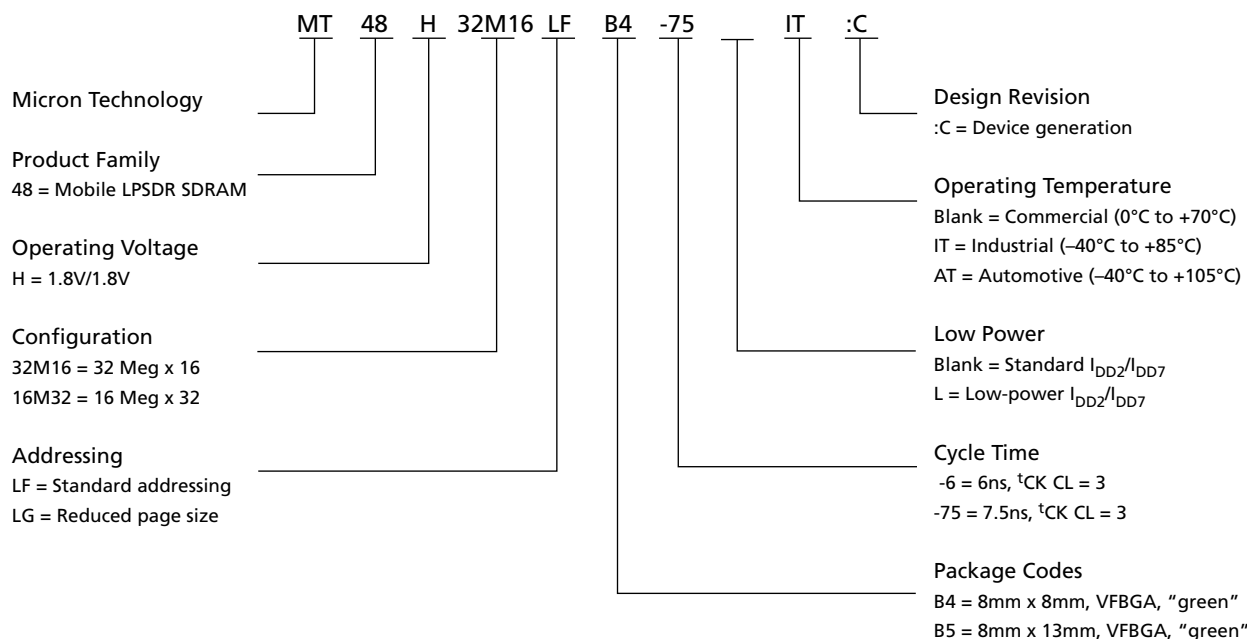 MT 48 H 32M16 LF B4 -75 IT :C
Micron Technology
Product Family
48 = Mobile LPSDR SDRAM
Operating Voltage
H = 1.8V/1.8V
Configuration
32M16 = 32 Meg x 16
16M32 = 16 Meg x 32
Addressing
LF = Standard addressing
LG = Reduced page size
Design Revision
:C = Device generation
Operating Temperature
Blank = Commercial (0°C to +70°C)
IT = Industrial (–40°C to +85°C)
AT = Automotive (–40°C to +105°C)
Low Power
Blank = Standard IDD2/IDD7
L = Low-power IDD2/IDD7
Cycle Time
-6 = 6ns, tCK CL = 3
-75 = 7.5ns, tCK CL = 3
Package Codes
B4 = 8mm x 8mm, VFBGA, “green”
B5 = 8mm x 13mm, VFBGA, “green”